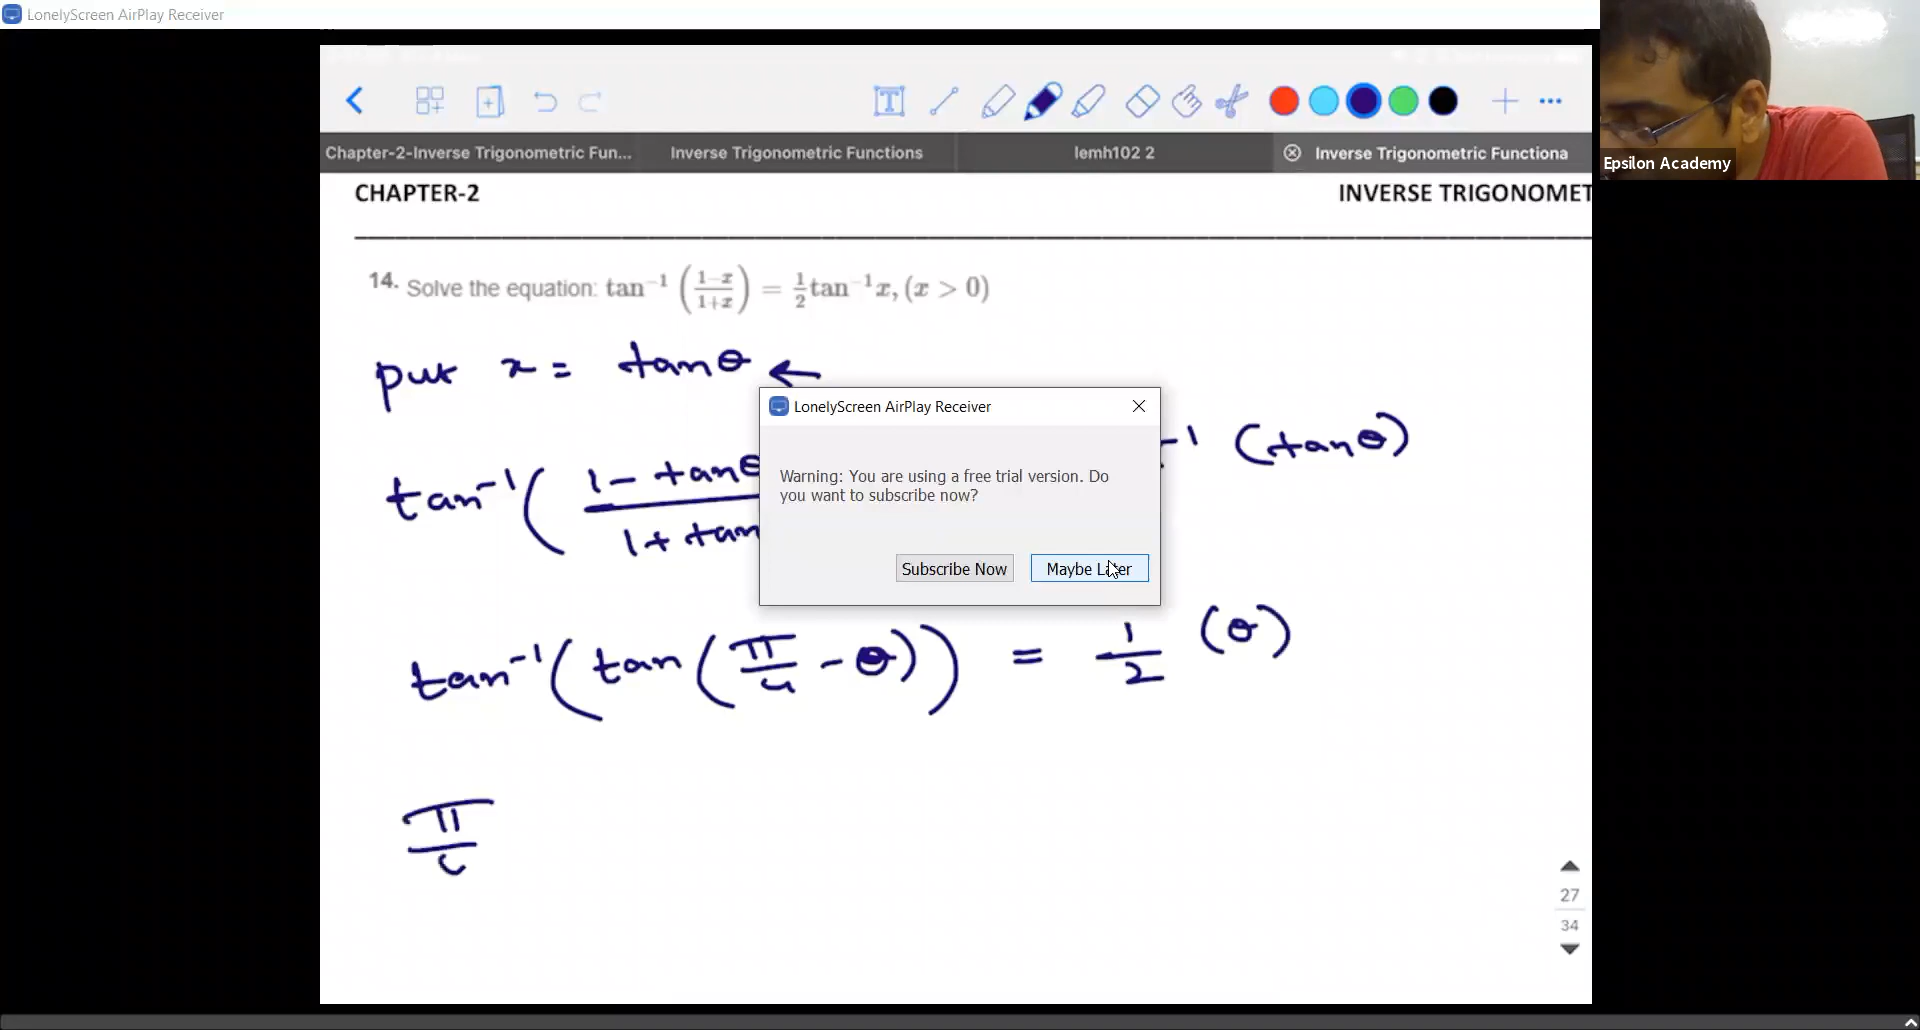 LonelyScreen AirPlay Receiver
Epsilon Academy
Chapter-2-Inverse Trigonometric Fun... Inverse Trigonometric Functions lemh102 2 Inverse Trigonometric Functiona
CHAPTER-2 INVERSE TRIGONOMET
14. Solve the equation: tan⁻¹ ((1−x)/(1+x)) = 1/2 tan⁻¹x, (x > 0)
put x = tanθ ←
LonelyScreen AirPlay Receiver
Warning: You are using a free trial version. Do
you want to subscribe now?
Subscribe Now Maybe Later
tan⁻¹( (1 − tanθ / 1 + tan ⁻¹ (tanθ)
tan⁻¹(tan(π/4 − θ)) = 1/2 (θ)
π
27
34